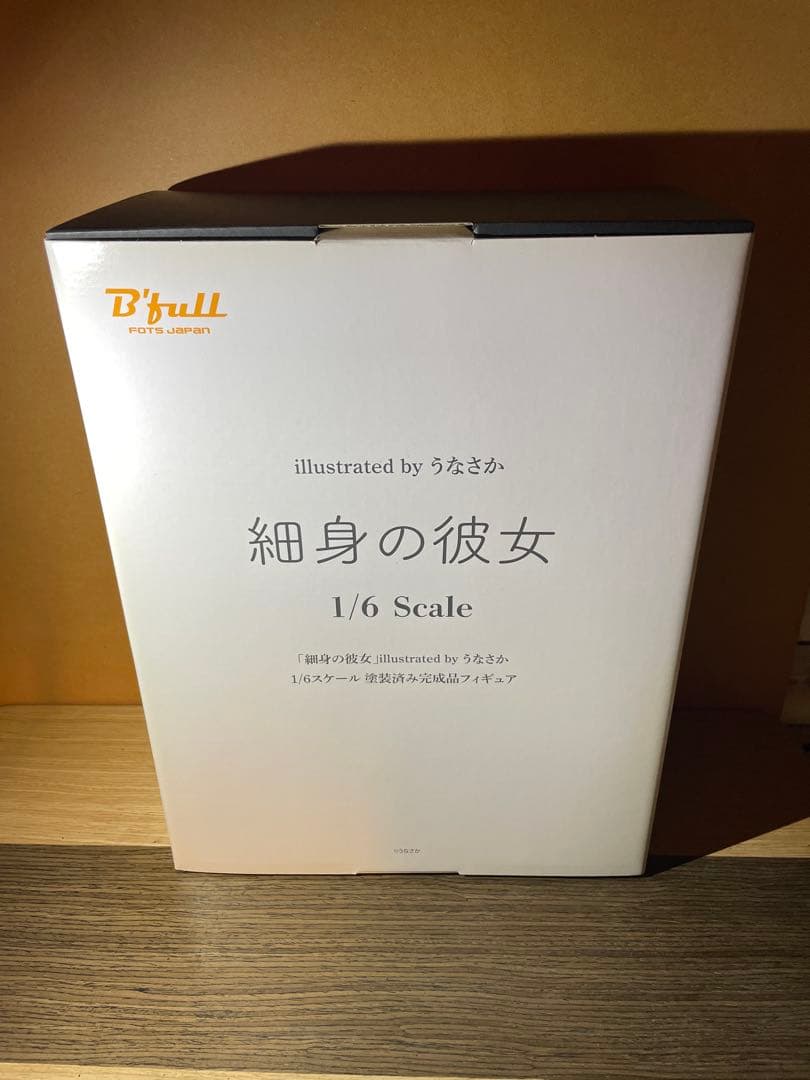 B'full
FOTS JAPAN
illustrated by うなさか
細身の彼女
1/6 Scale
「細身の彼女」illustrated by うなさか
1/6スケール 塗装済み完成品フィギュア
©うなさか